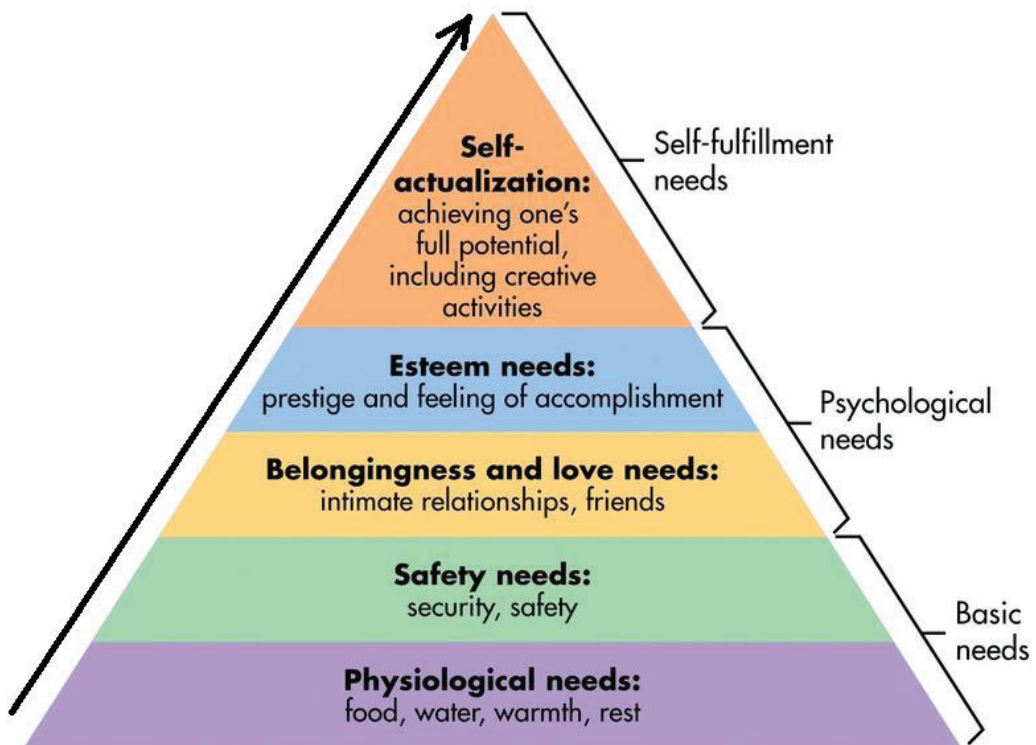 Self-
actualization:
achieving one's
full potential,
including creative
activities
Self-fulfillment
needs
Esteem needs:
prestige and feeling of accomplishment
Belongingness and love needs:
intimate relationships, friends
Psychological
needs
Safety needs:
security, safety
Physiological needs:
food, water, warmth, rest
Basic
needs